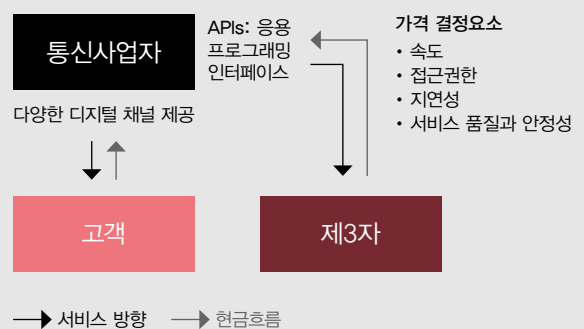 통신사업자
다양한 디지털 채널 제공
APIs: 응용
프로그래밍
인터페이스
가격 결정요소
• 속도
• 접근권한
• 지연성
• 서비스 품질과 안정성
고객
제3자
서비스 방향
현금흐름